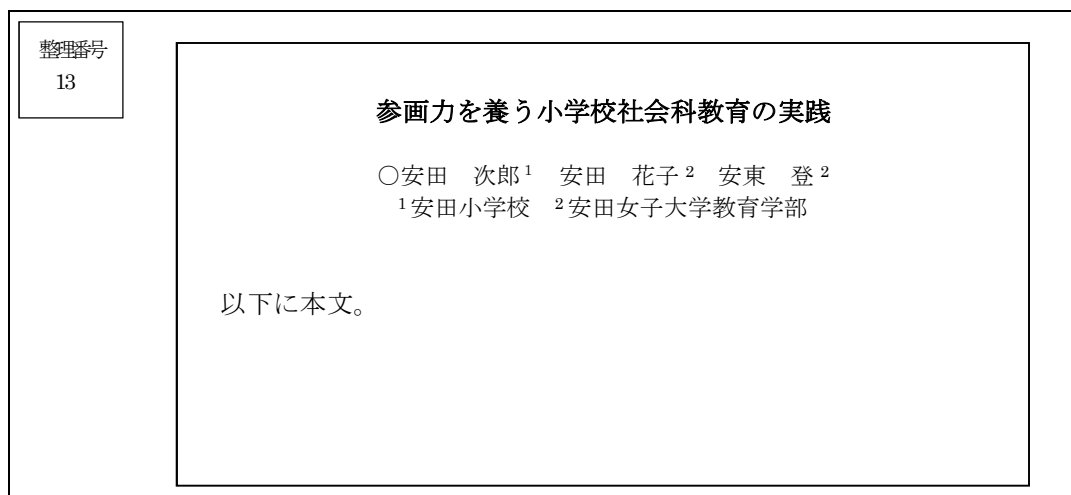 整理番号
13
参画力を養う小学校社会科教育の実践
○安田　次郎¹　安田　花子²　安東　登²
¹安田小学校　²安田女子大学教育学部
以下に本文。